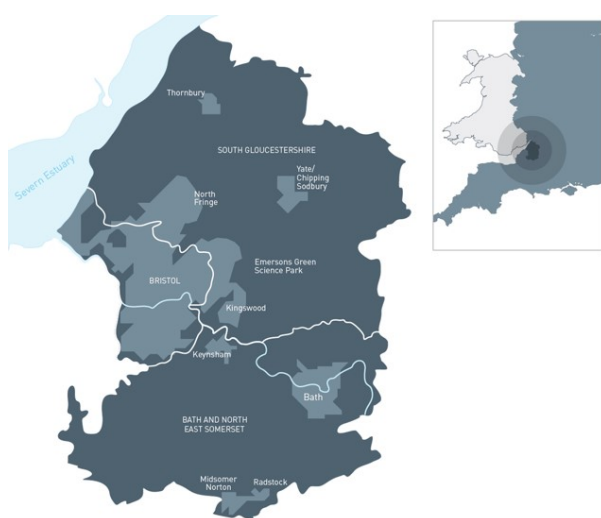 Thornbury
SOUTH GLOUCESTERSHIRE
Severn Estuary
Yate/
Chipping
Sodbury
North
Fringe
Emersons Green
Science Park
BRISTOL
Kingswood
Keynsham
Bath
BATH AND NORTH
EAST SOMERSET
Midsomer
Norton
Radstock